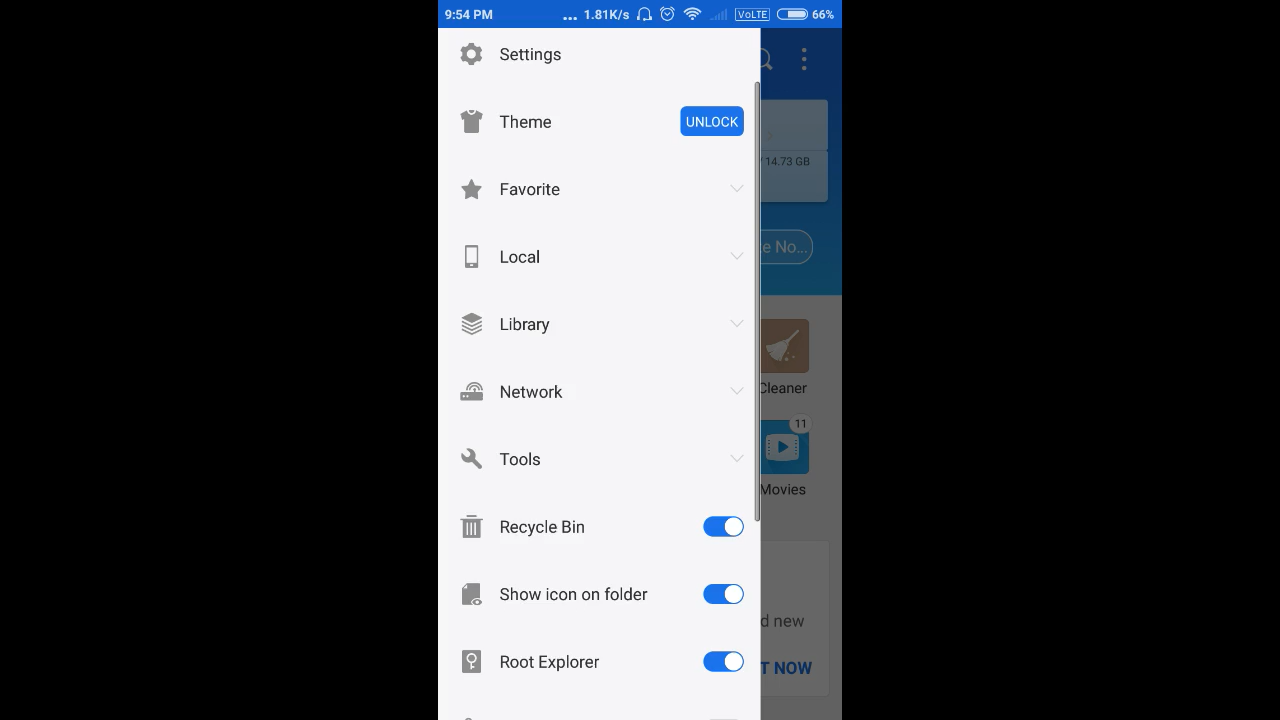 9:54 PM ... 1.81K/s VoLTE 66%
Settings
Theme UNLOCK
Favorite
14.73 GB
Local
Library
Network
Tools
Recycle Bin
Show icon on folder
Root Explorer
e No...
Cleaner
11
Movies
d new
T NOW